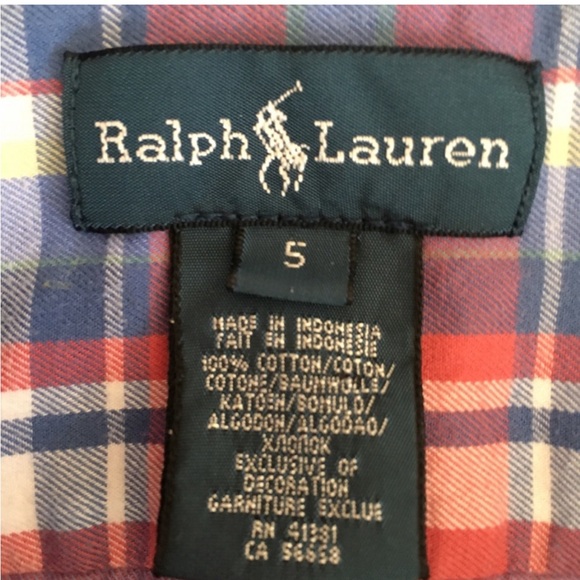 Ralph Lauren
5
MADE IN INDONESIA
FAIT EN INDONESIE
100% COTTON/COTON/
COTONE/BAUMWOLLE/
KATOEN/BOMULD/
ALGODON/ALGODAO/
ΧΛΟΠΟΚ
EXCLUSIVE OF
DECORATION
GARNITURE EXCLUE
RN 41381
CA 56658